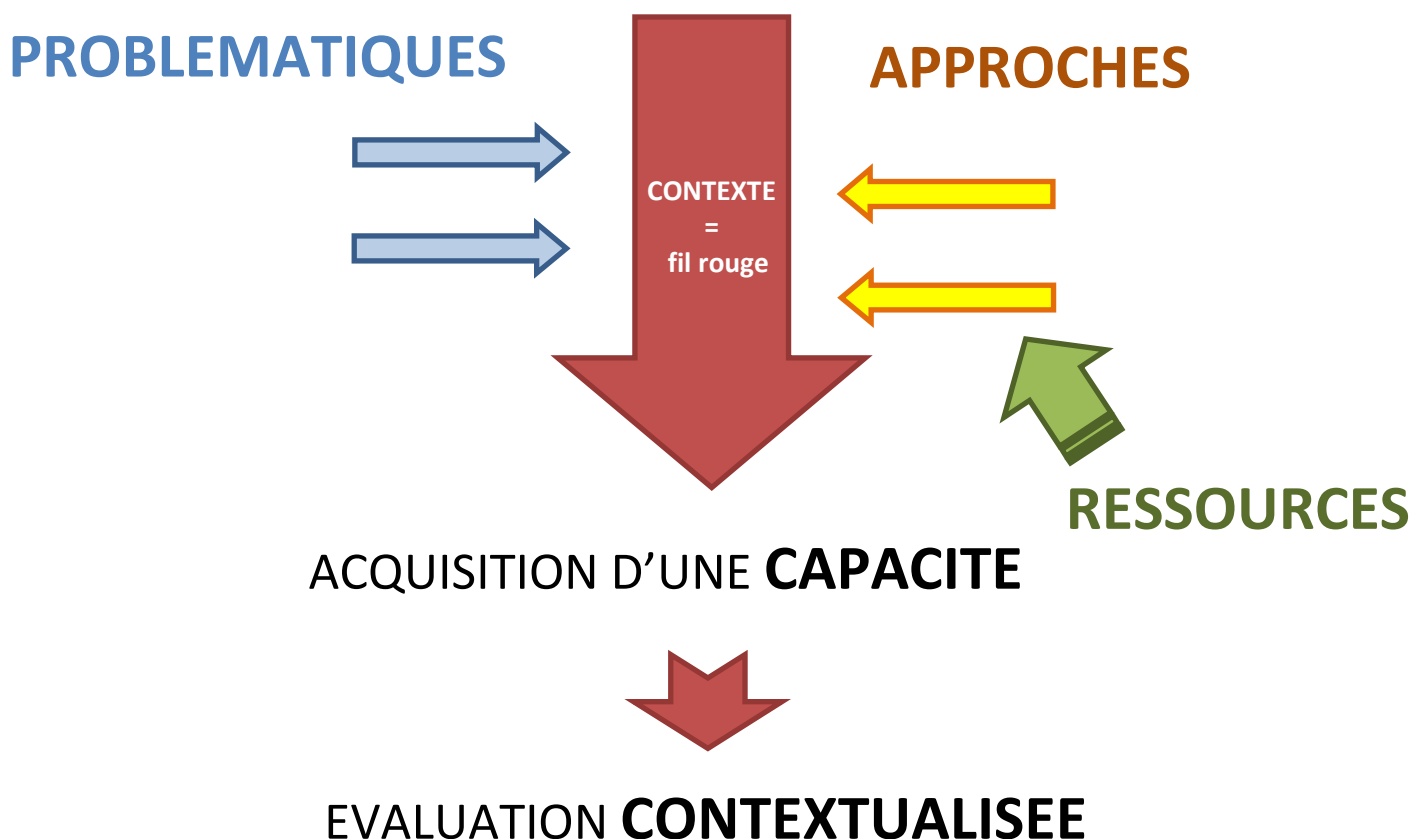 PROBLEMATIQUES
APPROCHES
CONTEXTE
=
fil rouge
RESSOURCES
ACQUISITION D’UNE CAPACITE
EVALUATION CONTEXTUALISEE